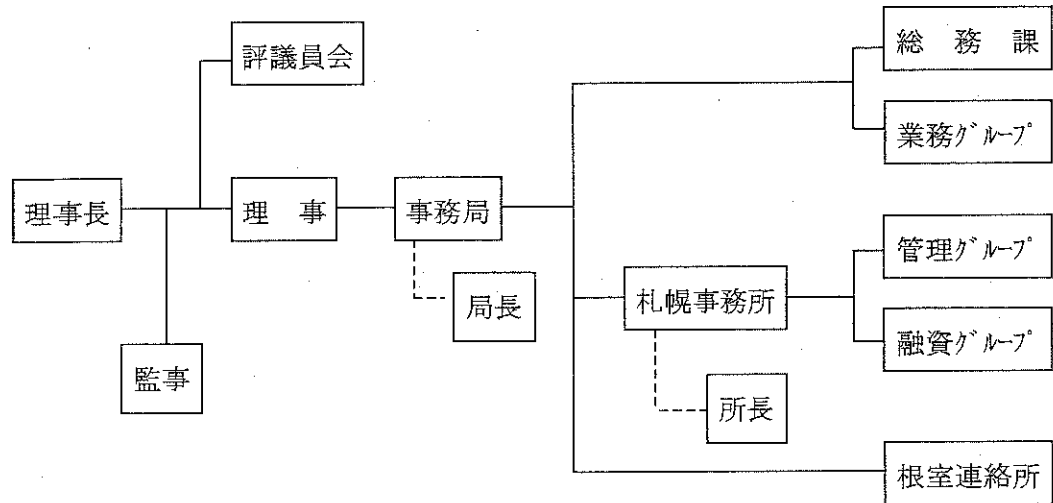 評議員会
総　務　課
業務ｸﾞﾙｰﾌﾟ
理事長
理　事
事務局
局長
監事
管理ｸﾞﾙｰﾌﾟ
札幌事務所
融資ｸﾞﾙｰﾌﾟ
所長
根室連絡所